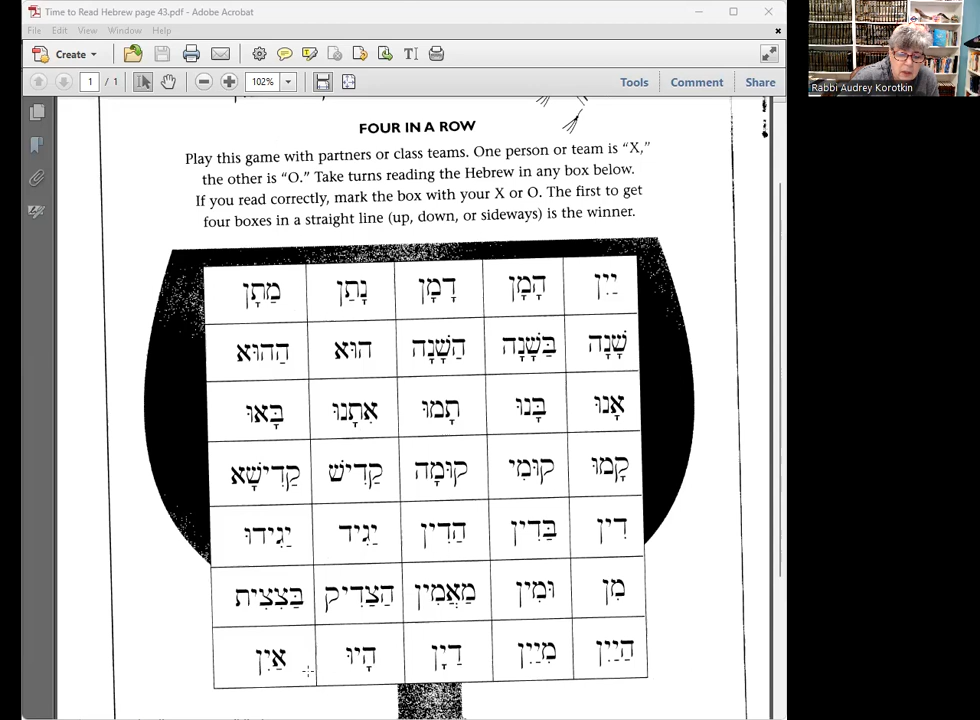 Time to Read Hebrew page 43.pdf - Adobe Acrobat
File Edit View Window Help
Create
1 / 1 102% Tools Comment Share
Rabbi Audrey Korotkin
FOUR IN A ROW
Play this game with partners or class teams. One person or team is “X,”
the other is “O.” Take turns reading the Hebrew in any box below.
If you read correctly, mark the box with your X or O. The first to get
four boxes in a straight line (up, down, or sideways) is the winner.
יַיִן הָמָן דָמָן נָתַן מַתָן
שָׁנָה בַּשָׁנָה הַשָׁנָה הוּא הַהוּא
אָנוּ בָּנוּ תָמוּ אִתָנוּ בָּאוּ
קָמוּ קוּמִי קוּמָה קַדִישׁ קַדִישָׁא
דִין בַּדִין הַדִין יַגִיד יַגִידוּ
מִן וּמִין מַאֲמִין הַצַדִיק בַּצִצִית
הַיַיִן מִיַיִן דַיָן הָיוּ אַיִן